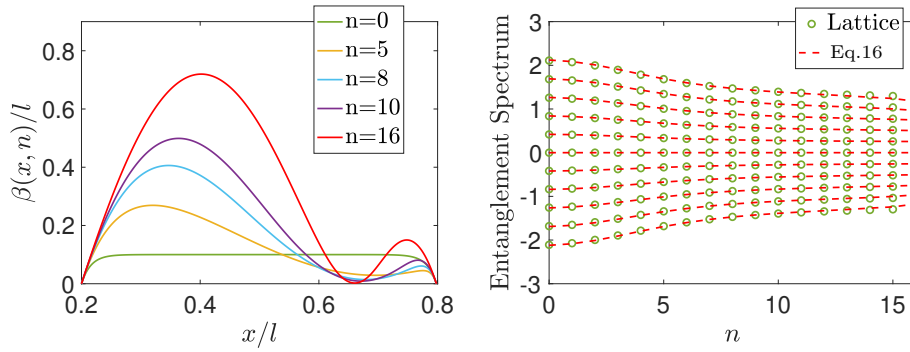 β(x, n)/l
0.8
0.6
0.4
0.2
0
0.2
0.4
0.6
0.8
x/l
n=0
n=5
n=8
n=10
n=16
Entanglement Spectrum
3
2
1
0
-1
-2
-3
0
5
10
15
n
Lattice
Eq.16